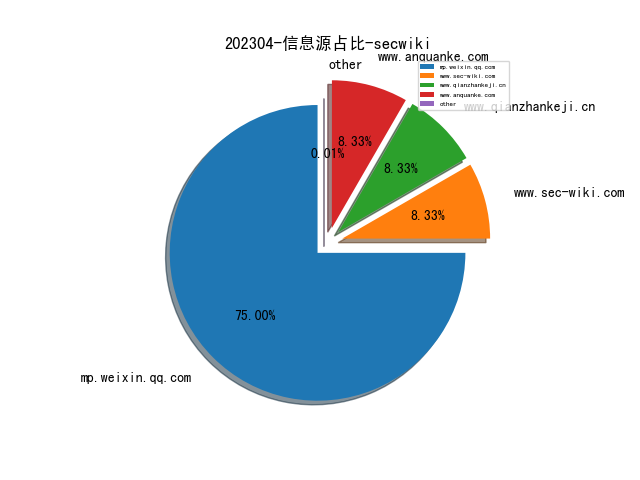 202304-信息源占比-secwiki
www.anquanke.com
other
mp.weixin.qq.com
www.sec-wiki.com
www.qianzhankeji.cn
www.anquanke.com
other
www.qianzhankeji.cn
8.33%
0.01%
8.33%
www.sec-wiki.com
8.33%
75.00%
mp.weixin.qq.com